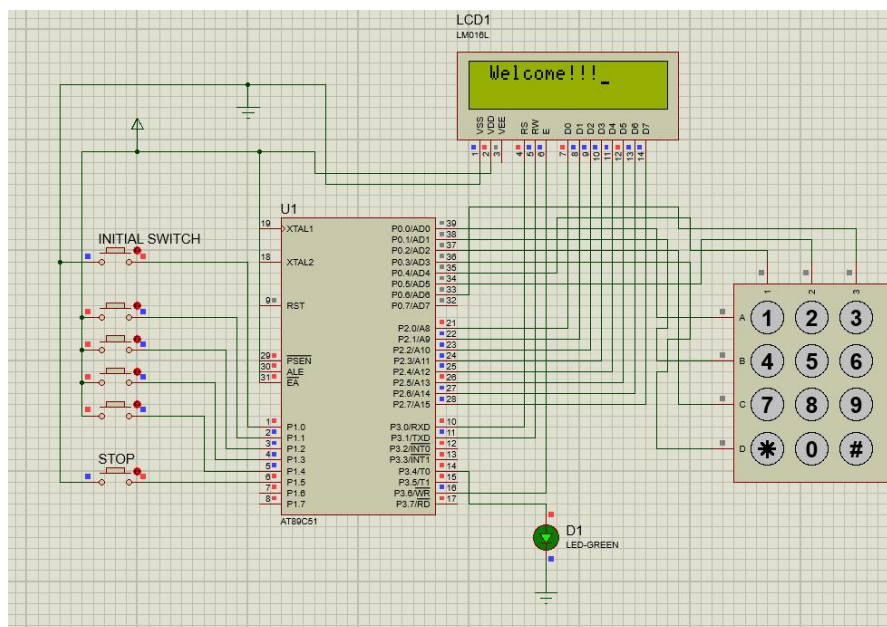 LCD1
LM016L
Welcome!!!_
VSS
VDD
VEE
RS
RW
E
D0
D1
D2
D3
D4
D5
D6
D7
1
2
3
4
5
6
7
8
9
10
11
12
13
14
U1
19 XTAL1
18 XTAL2
9 RST
29 PSEN
30 ALE
31 EA
1 P1.0
2 P1.1
3 P1.2
4 P1.3
5 P1.4
6 P1.5
7 P1.6
8 P1.7
P0.0/AD0 39
P0.1/AD1 38
P0.2/AD2 37
P0.3/AD3 36
P0.4/AD4 35
P0.5/AD5 34
P0.6/AD6 33
P0.7/AD7 32
P2.0/A8 21
P2.1/A9 22
P2.2/A10 23
P2.3/A11 24
P2.4/A12 25
P2.5/A13 26
P2.6/A14 27
P2.7/A15 28
P3.0/RXD 10
P3.1/TXD 11
P3.2/INT0 12
P3.3/INT1 13
P3.4/T0 14
P3.5/T1 15
P3.6/WR 16
P3.7/RD 17
AT89C51
INITIAL SWITCH
STOP
D1
LED-GREEN
1 2 3
A 1 2 3
B 4 5 6
C 7 8 9
D * 0 #